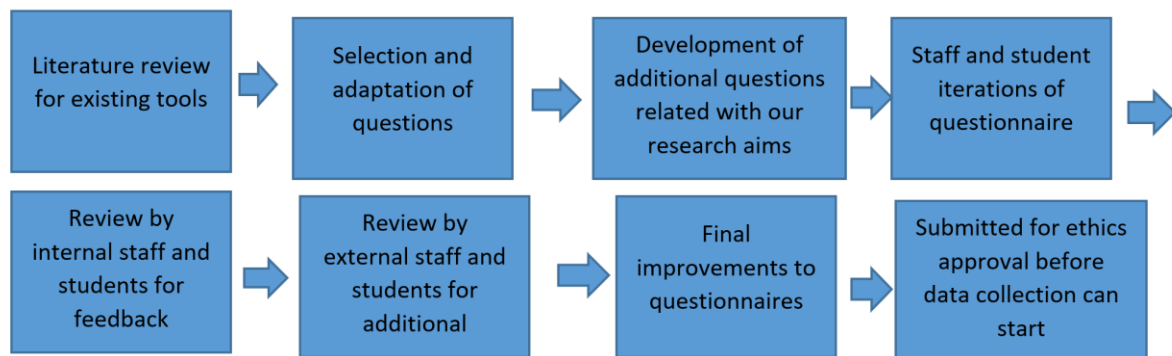 Literature review
for existing tools
Selection and
adaptation of
questions
Development of
additional questions
related with our
research aims
Staff and student
iterations of
questionnaire
Review by
internal staff and
students for
feedback
Review by
external staff and
students for
additional
Final
improvements to
questionnaires
Submitted for ethics
approval before
data collection can
start